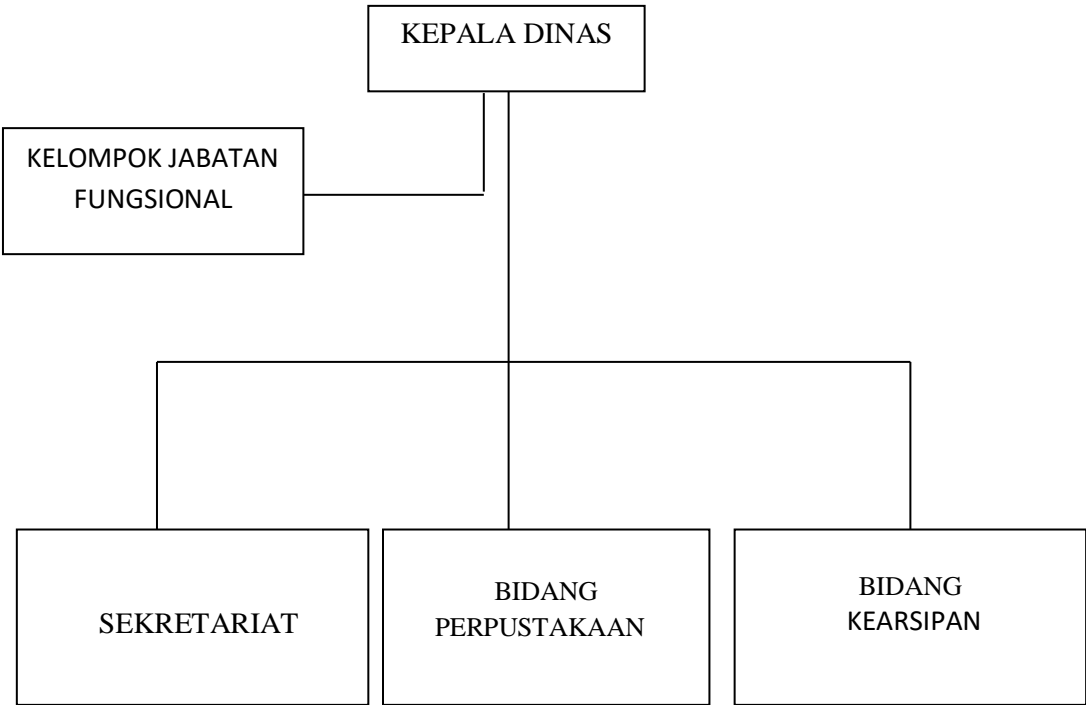 KEPALA DINAS
KELOMPOK JABATAN
FUNGSIONAL
SEKRETARIAT
BIDANG
PERPUSTAKAAN
BIDANG
KEARSIPAN